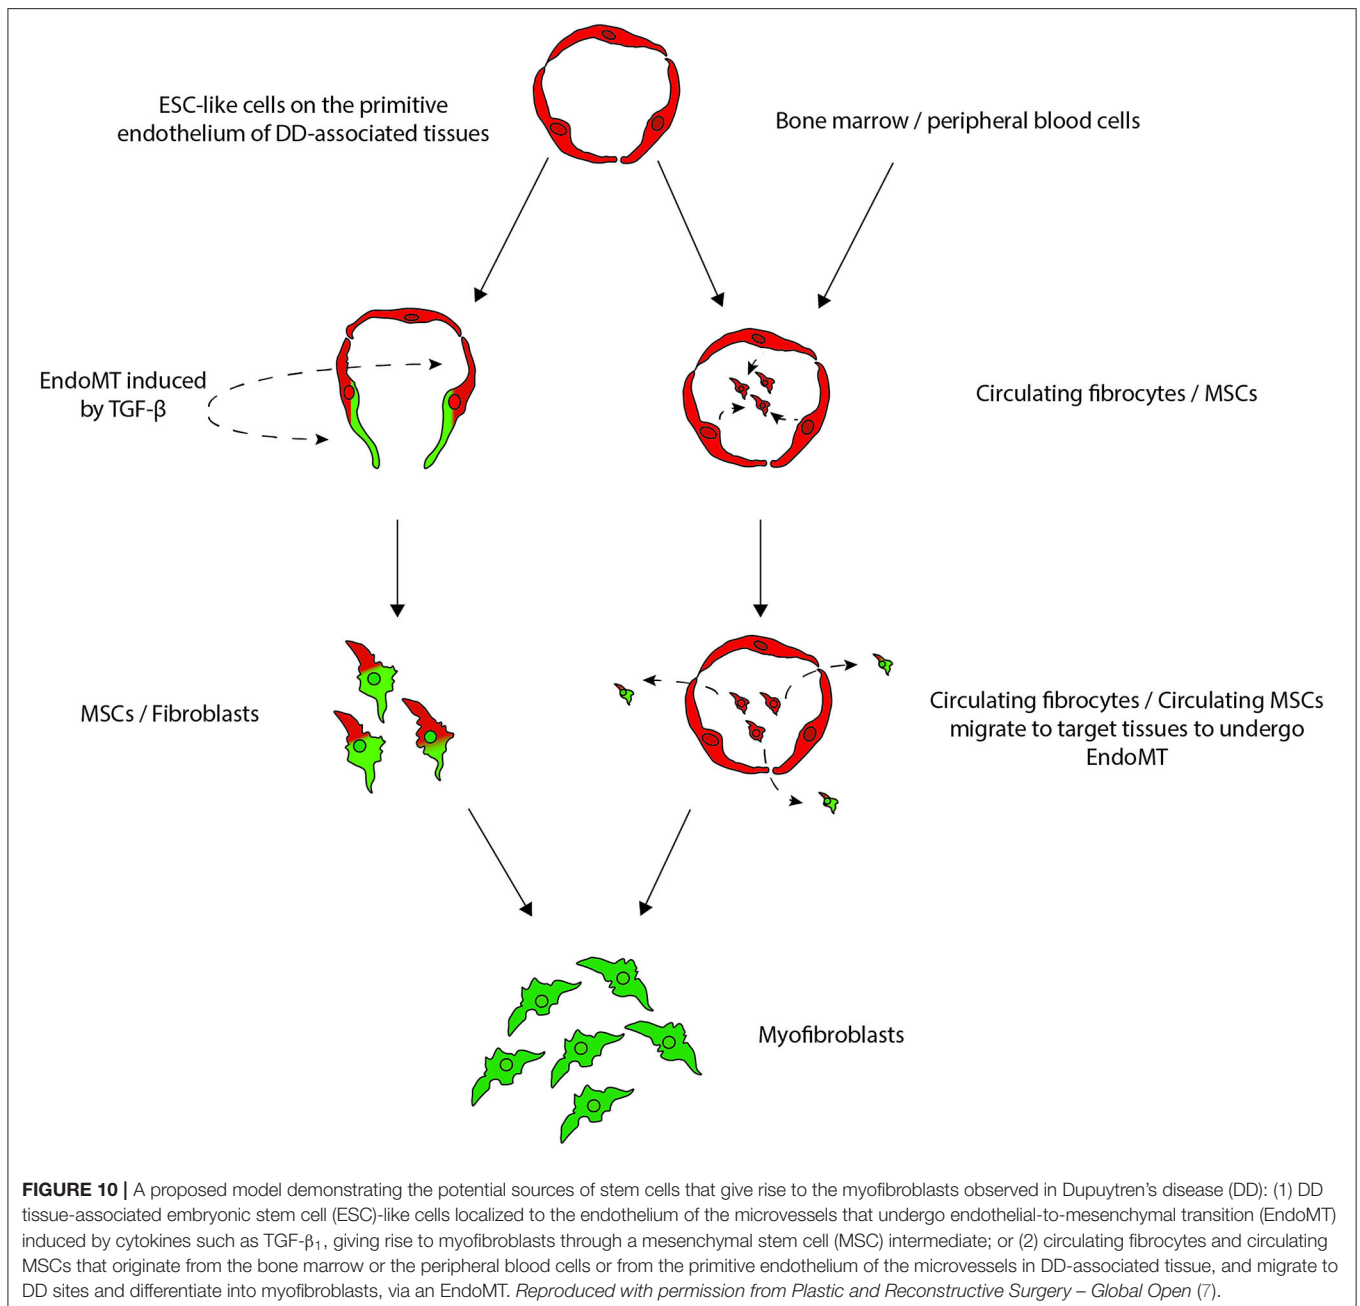 ESC-like cells on the primitive
endothelium of DD-associated tissues
Bone marrow / peripheral blood cells
EndoMT induced
by TGF-β
Circulating fibrocytes / MSCs
MSCs / Fibroblasts
Circulating fibrocytes / Circulating MSCs
migrate to target tissues to undergo
EndoMT
Myofibroblasts
FIGURE 10 | A proposed model demonstrating the potential sources of stem cells that give rise to the myofibroblasts observed in Dupuytren's disease (DD): (1) DD
tissue-associated embryonic stem cell (ESC)-like cells localized to the endothelium of the microvessels that undergo endothelial-to-mesenchymal transition (EndoMT)
induced by cytokines such as TGF-β₁, giving rise to myofibroblasts through a mesenchymal stem cell (MSC) intermediate; or (2) circulating fibrocytes and circulating
MSCs that originate from the bone marrow or the peripheral blood cells or from the primitive endothelium of the microvessels in DD-associated tissue, and migrate to
DD sites and differentiate into myofibroblasts, via an EndoMT. Reproduced with permission from Plastic and Reconstructive Surgery – Global Open (7).